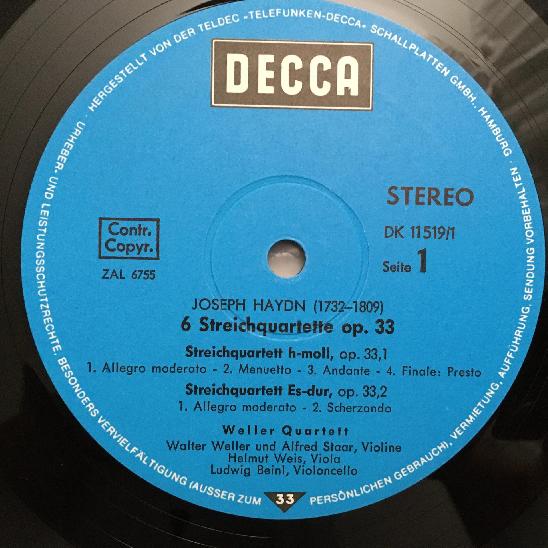 DECCA
HERGESTELLT VON DER TELDEC »TELEFUNKEN-DECCA« SCHALLPLATTEN GMBH., HAMBURG ·
URHEBER- UND LEISTUNGSSCHUTZRECHTE, BESONDERS VERVIELFÄLTIGUNG (AUSSER ZUM PERSÖNLICHEN GEBRAUCH), VERMIETUNG, AUFFÜHRUNG, SENDUNG VORBEHALTEN ·
STEREO
Contr.
Copyr.
DK 11519/1
ZAL 6755
Seite 1
JOSEPH HAYDN (1732-1809)
6 Streichquartette op. 33
Streichquartett h-moll, op. 33,1
1. Allegro moderato - 2. Menuetto - 3. Andante - 4. Finale: Presto
Streichquartett Es-dur, op. 33,2
1. Allegro moderato - 2. Scherzando
Weller Quartett
Walter Weller und Alfred Staar, Violine
Helmut Weis, Viola
Ludwig Beinl, Violoncello
33